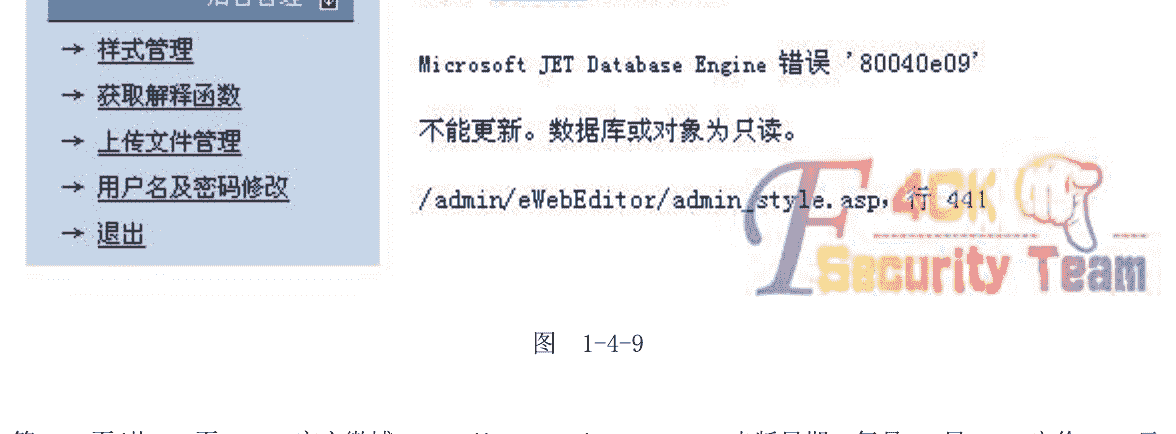 → 样式管理
→ 获取解释函数
→ 上传文件管理
→ 用户名及密码修改
→ 退出
Microsoft JET Database Engine 错误 '80040e09'
不能更新。数据库或对象为只读。
/admin/eWebEditor/admin_style.asp，行 441
F 40K
Security Team
图 1-4-9